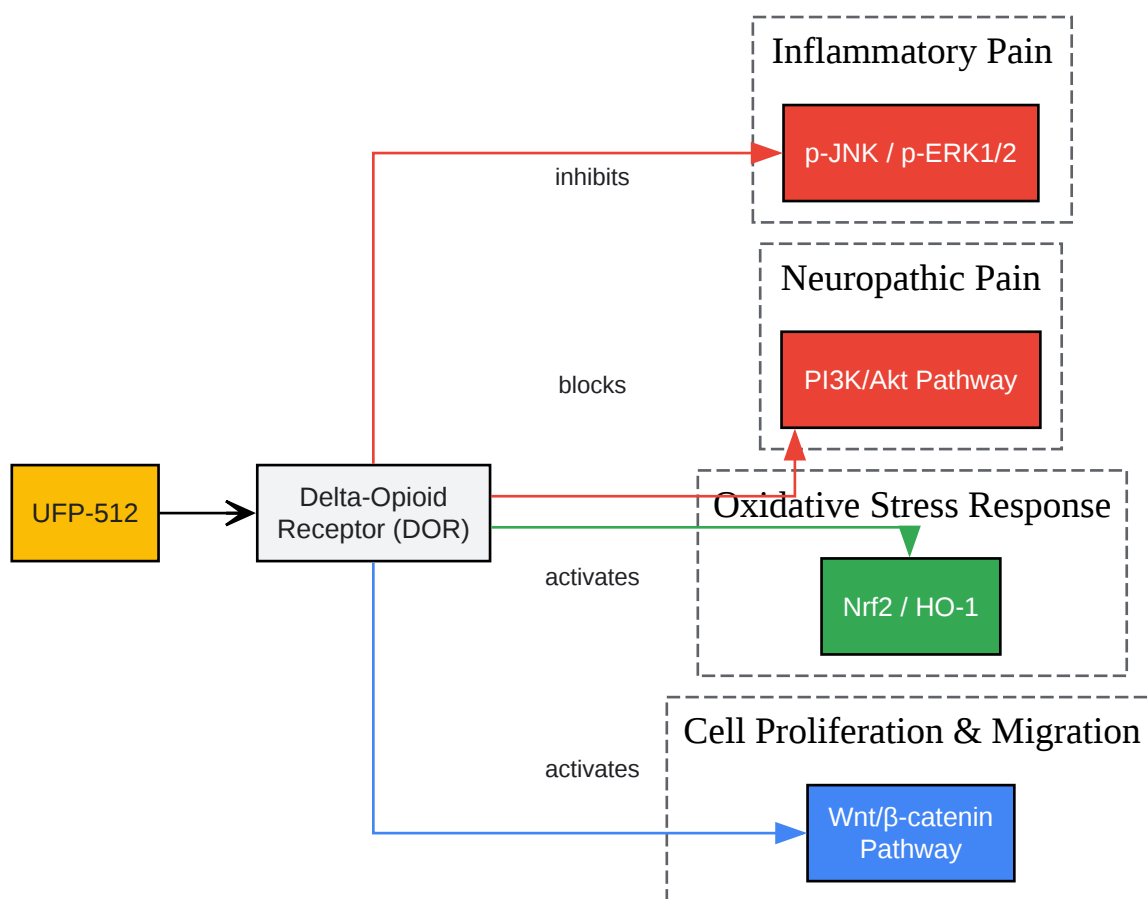 Inflammatory Pain
p-JNK / p-ERK1/2
inhibits
Neuropathic Pain
PI3K/Akt Pathway
blocks
UFP-512
Delta-Opioid
Receptor (DOR)
Oxidative Stress Response
activates
Nrf2 / HO-1
Cell Proliferation & Migration
activates
Wnt/β-catenin
Pathway